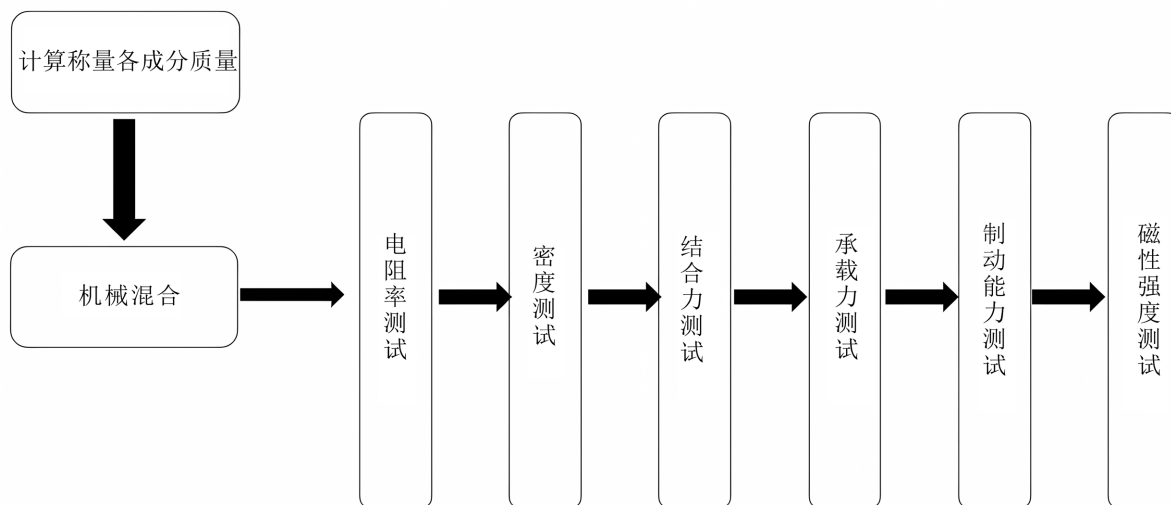 计算称量各成分质量
机械混合
电阻率测试
密度测试
结合力测试
承载力测试
制动能力测试
磁性强度测试